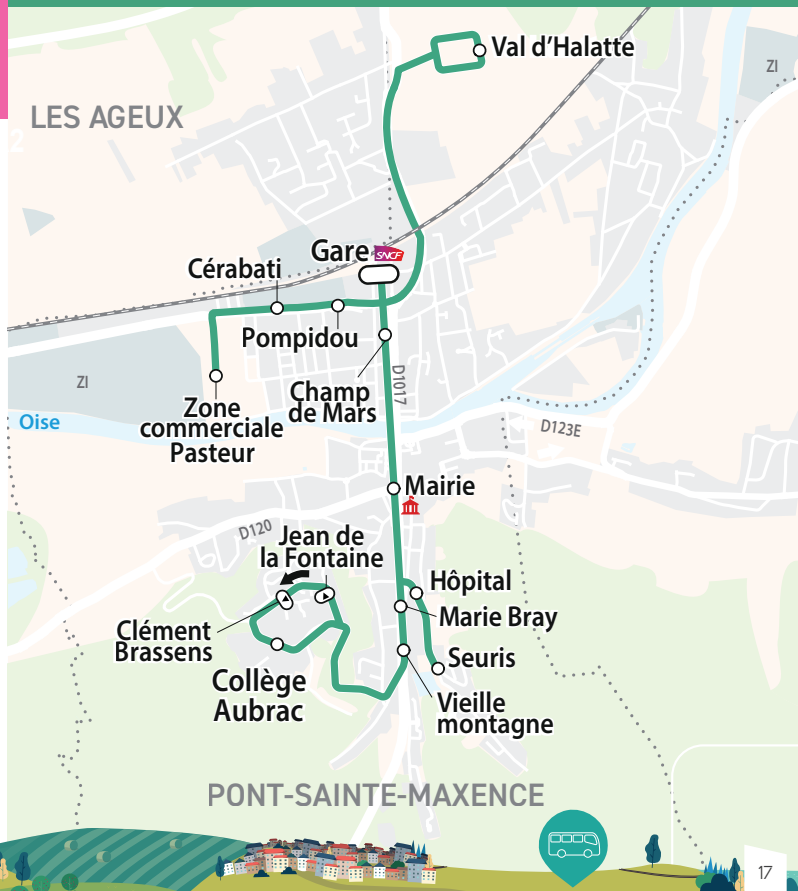 Val d'Halatte
ZI
LES AGEUX
2
Gare SNCF
Cérabati
Pompidou
ZI
Champ
de Mars
D1017
Zone
commerciale
Pasteur
Oise
D123E
Mairie
D120
Jean de
la Fontaine
Hôpital
Marie Bray
Clément
Brassens
Seuris
Collège
Aubrac
Vieille
montagne
PONT-SAINTE-MAXENCE
17